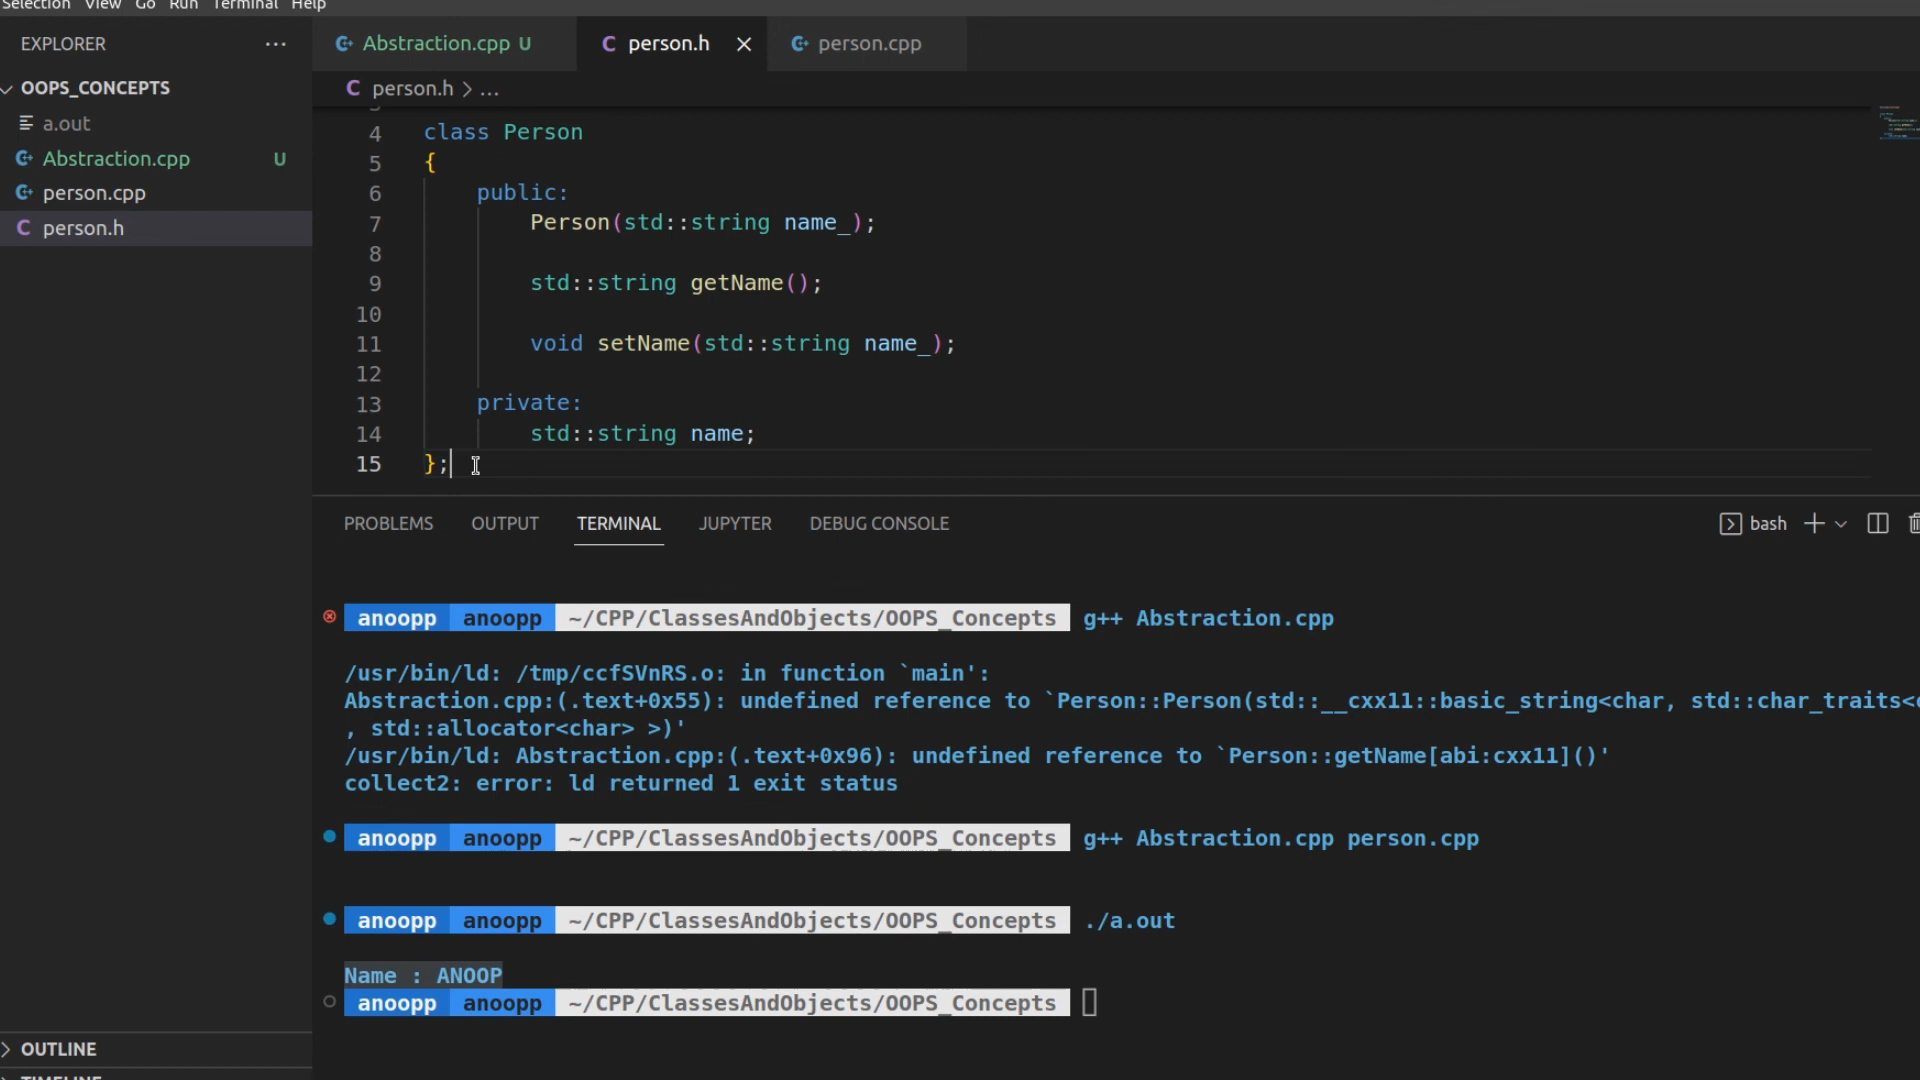 Selection View Go Run Terminal Help
EXPLORER
OOPS_CONCEPTS
a.out
Abstraction.cpp U
person.cpp
person.h
OUTLINE
TIMELINE
Abstraction.cpp U
person.h
person.cpp
person.h > ...
4 class Person
5 {
6 public:
7 Person(std::string name_);
8
9 std::string getName();
10
11 void setName(std::string name_);
12
13 private:
14 std::string name;
15 };
PROBLEMS OUTPUT TERMINAL JUPYTER DEBUG CONSOLE
bash
anoopp anoopp ~/CPP/ClassesAndObjects/OOPS_Concepts g++ Abstraction.cpp
/usr/bin/ld: /tmp/ccfSVnRS.o: in function `main':
Abstraction.cpp:(.text+0x55): undefined reference to `Person::Person(std::__cxx11::basic_string<char, std::char_traits<
, std::allocator<char> >)'
/usr/bin/ld: Abstraction.cpp:(.text+0x96): undefined reference to `Person::getName[abi:cxx11]()'
collect2: error: ld returned 1 exit status
anoopp anoopp ~/CPP/ClassesAndObjects/OOPS_Concepts g++ Abstraction.cpp person.cpp
anoopp anoopp ~/CPP/ClassesAndObjects/OOPS_Concepts ./a.out
Name : ANOOP
anoopp anoopp ~/CPP/ClassesAndObjects/OOPS_Concepts